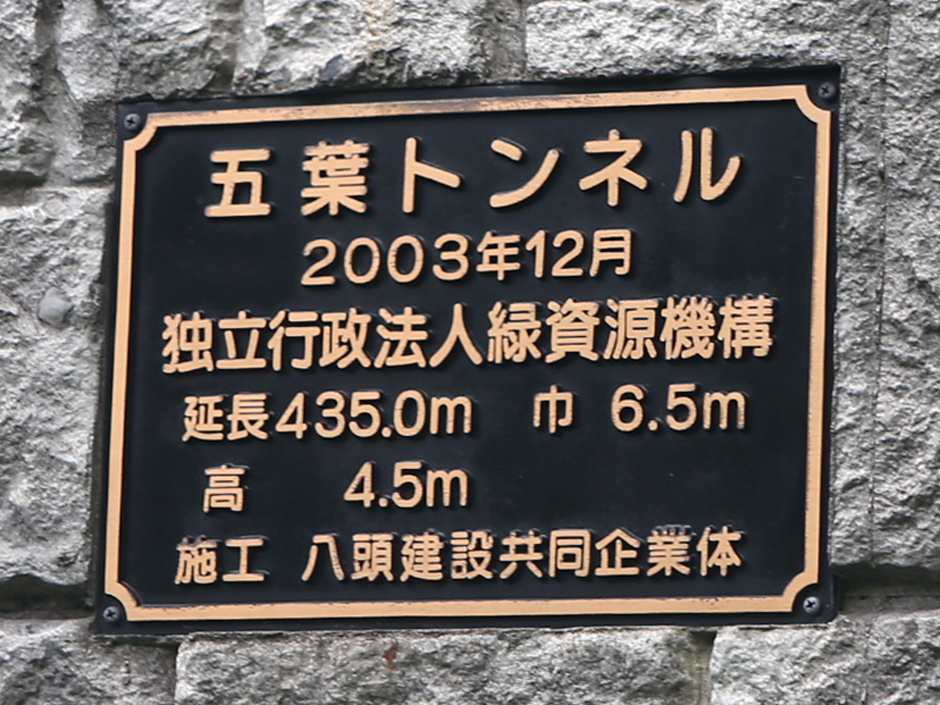 五葉トンネル
2003年12月
独立行政法人緑資源機構
延長435.0m 巾 6.5m
高 4.5m
施工 八頭建設共同企業体